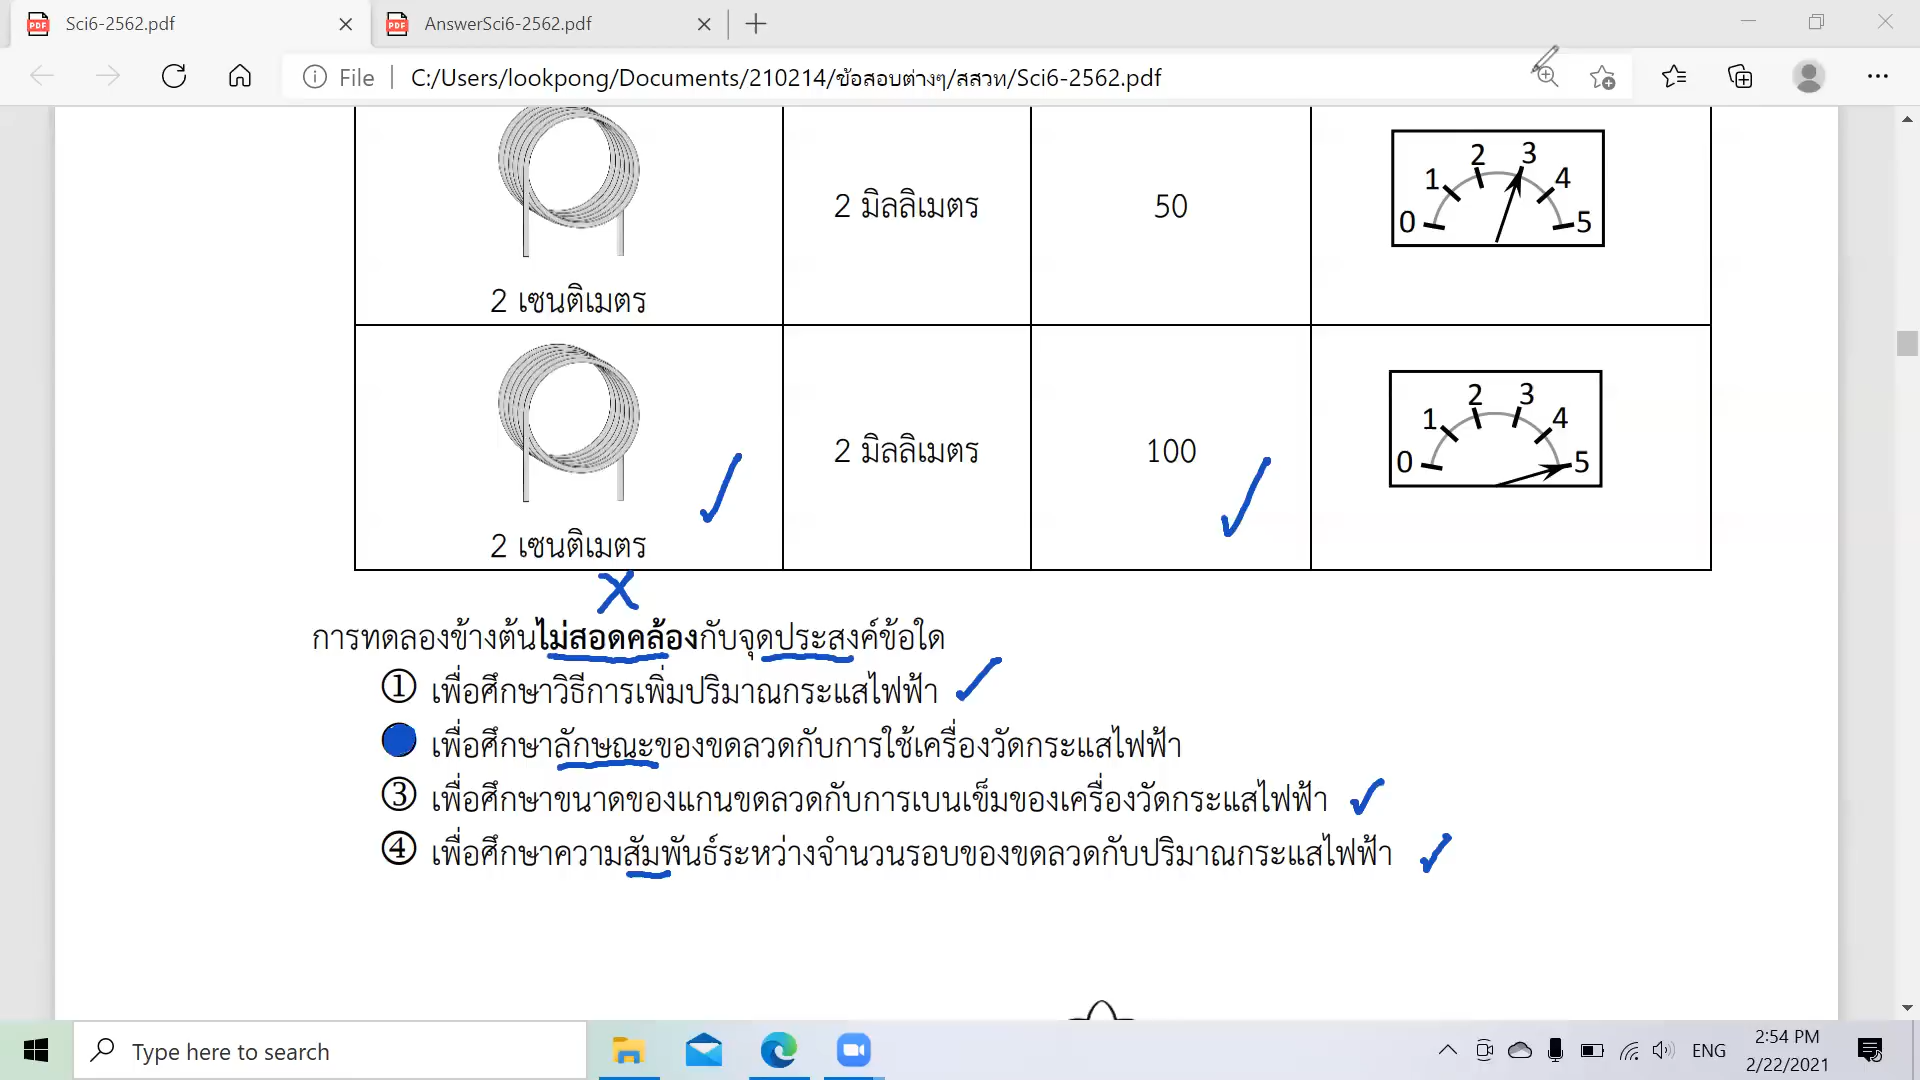 Sci6-2562.pdf
AnswerSci6-2562.pdf
File
C:/Users/lookpong/Documents/210214/ข้อสอบต่างๆ/สสวท/Sci6-2562.pdf
2 เซนติเมตร
2 มิลลิเมตร
50
0 1 2 3 4 5
2 เซนติเมตร
2 มิลลิเมตร
100
0 1 2 3 4 5
การทดลองข้างต้นไม่สอดคล้องกับจุดประสงค์ข้อใด
① เพื่อศึกษาวิธีการเพิ่มปริมาณกระแสไฟฟ้า
เพื่อศึกษาลักษณะของขดลวดกับการใช้เครื่องวัดกระแสไฟฟ้า
③ เพื่อศึกษาขนาดของแกนขดลวดกับการเบนเข็มของเครื่องวัดกระแสไฟฟ้า
④ เพื่อศึกษาความสัมพันธ์ระหว่างจำนวนรอบของขดลวดกับปริมาณกระแสไฟฟ้า
Type here to search
ENG
2:54 PM
2/22/2021